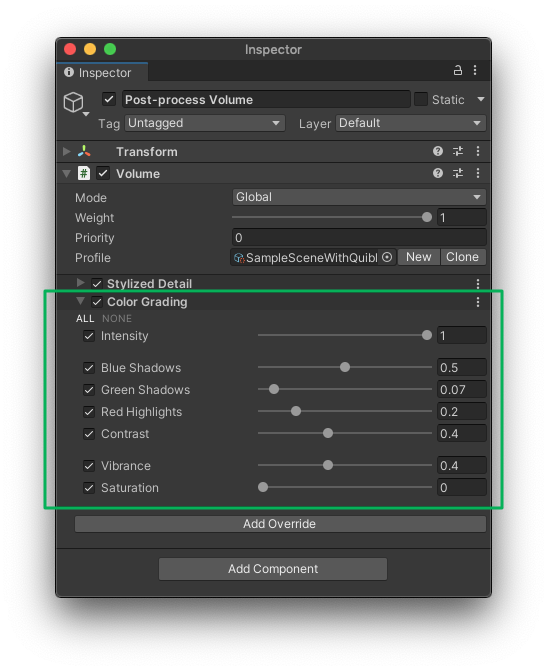 Inspector
Inspector
Post-process Volume Static
Tag Untagged Layer Default
Transform
# Volume
Mode Global
Weight 1
Priority 0
Profile SampleSceneWithQuibl New Clone
Stylized Detail
Color Grading
ALL NONE
Intensity 1
Blue Shadows 0.5
Green Shadows 0.07
Red Highlights 0.2
Contrast 0.4
Vibrance 0.4
Saturation 0
Add Override
Add Component